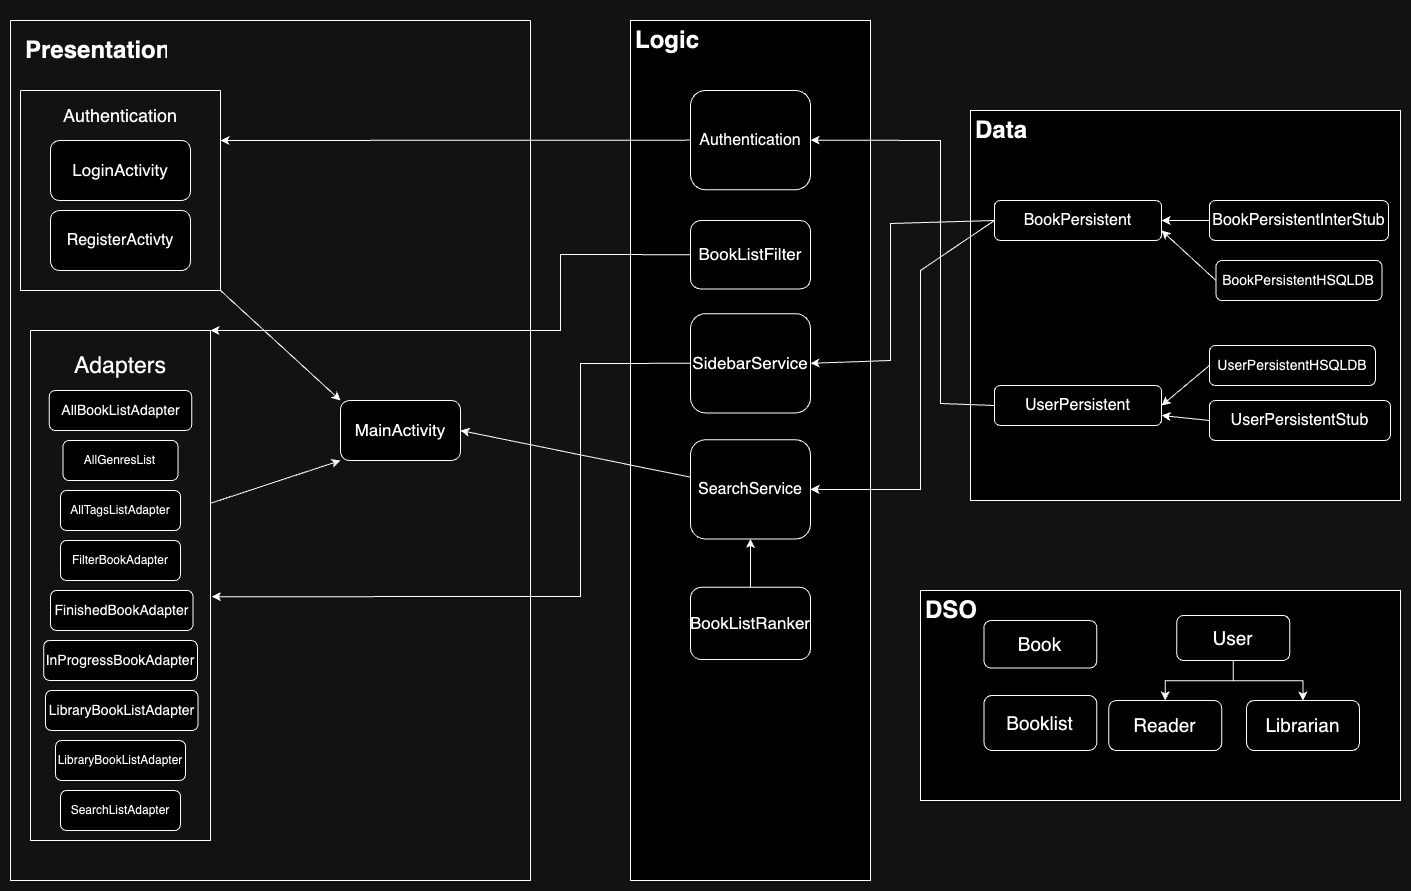 Presentation
Authentication
LoginActivity
RegisterActivty
Adapters
AllBookListAdapter
AllGenresList
AllTagsListAdapter
FilterBookAdapter
FinishedBookAdapter
InProgressBookAdapter
LibraryBookListAdapter
LibraryBookListAdapter
SearchListAdapter
MainActivity
Logic
Authentication
BookListFilter
SidebarService
SearchService
BookListRanker
Data
BookPersistent
BookPersistentInterStub
BookPersistentHSQLDB
UserPersistentHSQLDB
UserPersistent
UserPersistentStub
DSO
Book
User
Booklist
Reader
Librarian